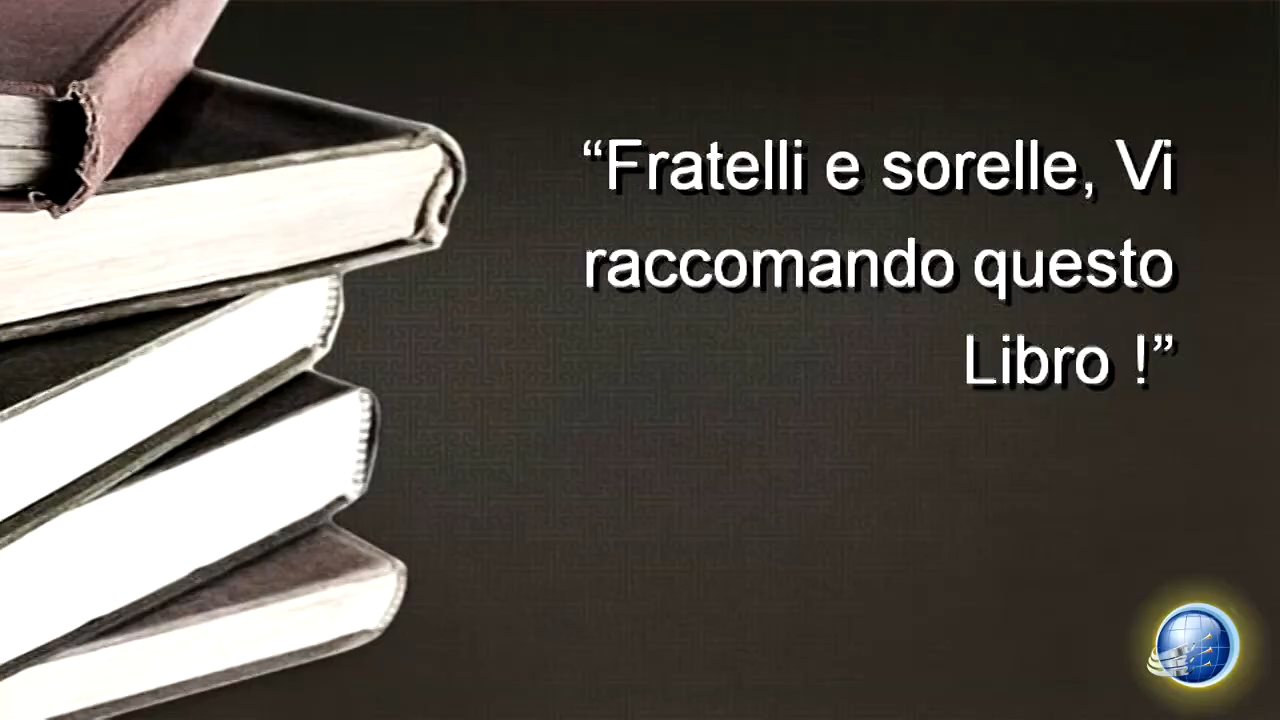 “Fratelli e sorelle, Vi
raccomando questo
Libro !”